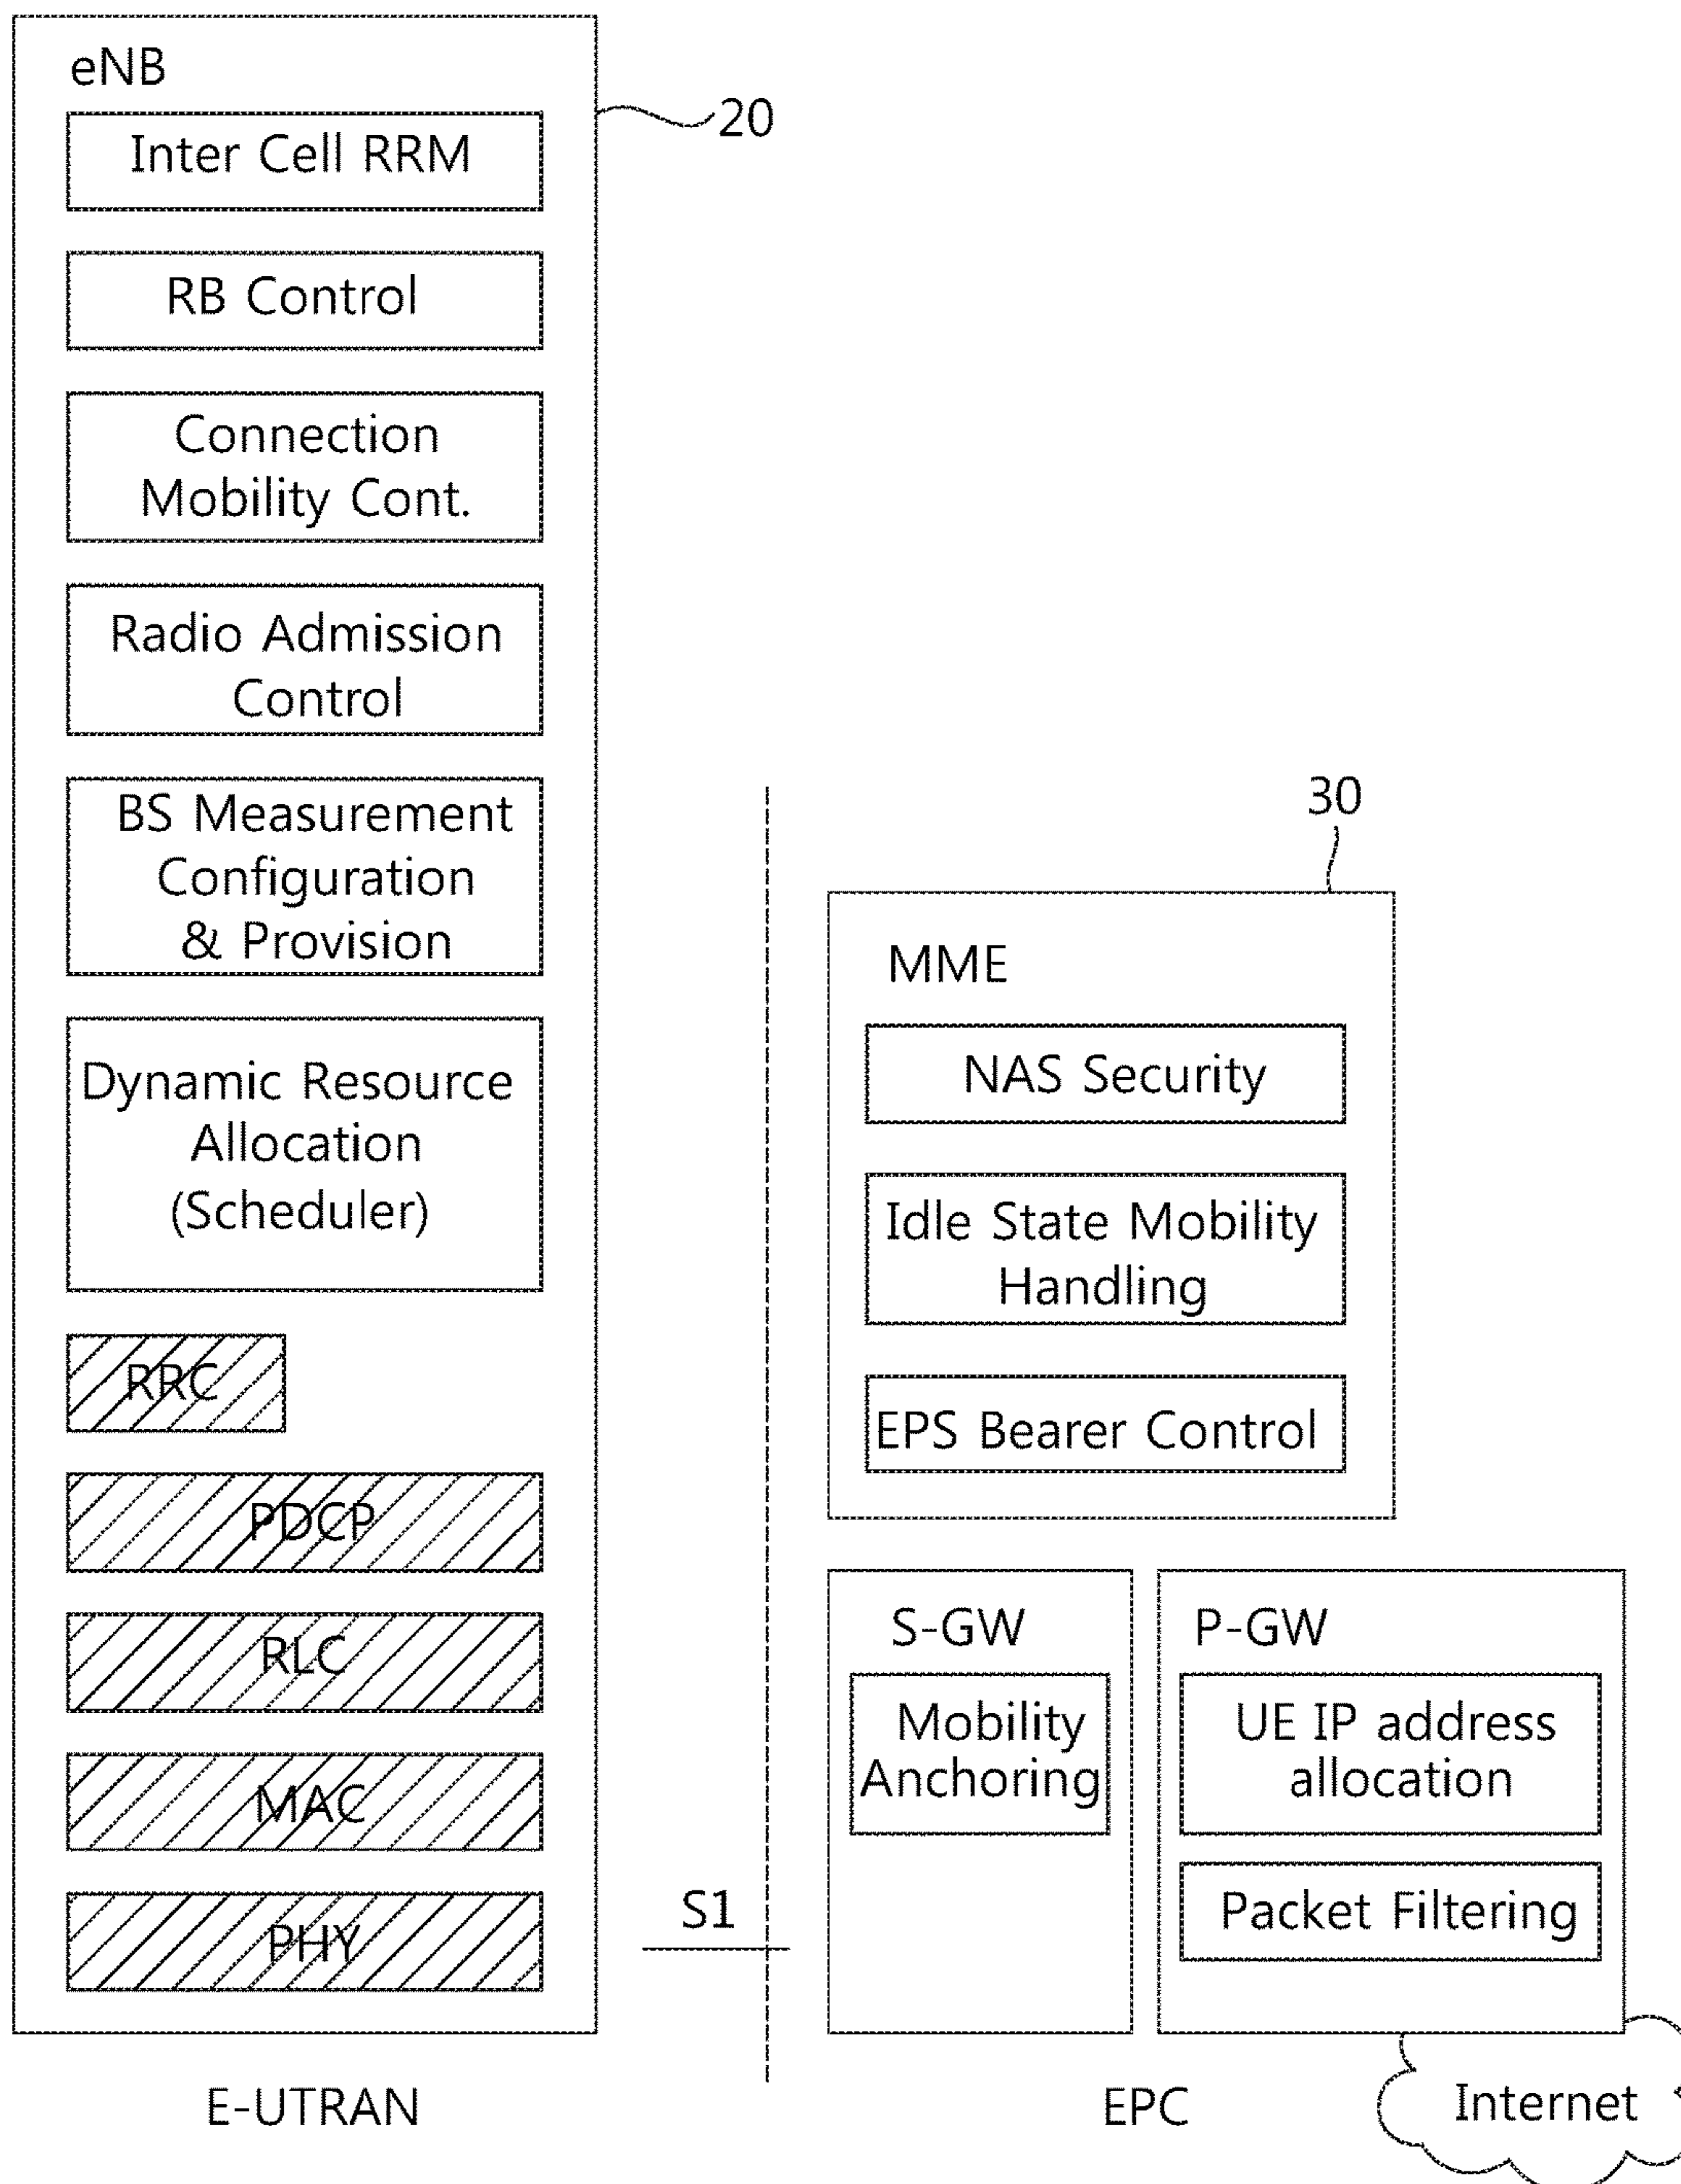 eNB
20
Inter Cell RRM
RB Control
Connection
Mobility Cont.
Radio Admission
Control
BS Measurement
Configuration
& Provision
Dynamic Resource
Allocation
(Scheduler)
RRC
PDCP
RLC
MAC
PHY
S1
30
MME
NAS Security
Idle State Mobility
Handling
EPS Bearer Control
S-GW
Mobility
Anchoring
P-GW
UE IP address
allocation
Packet Filtering
E-UTRAN
EPC
Internet